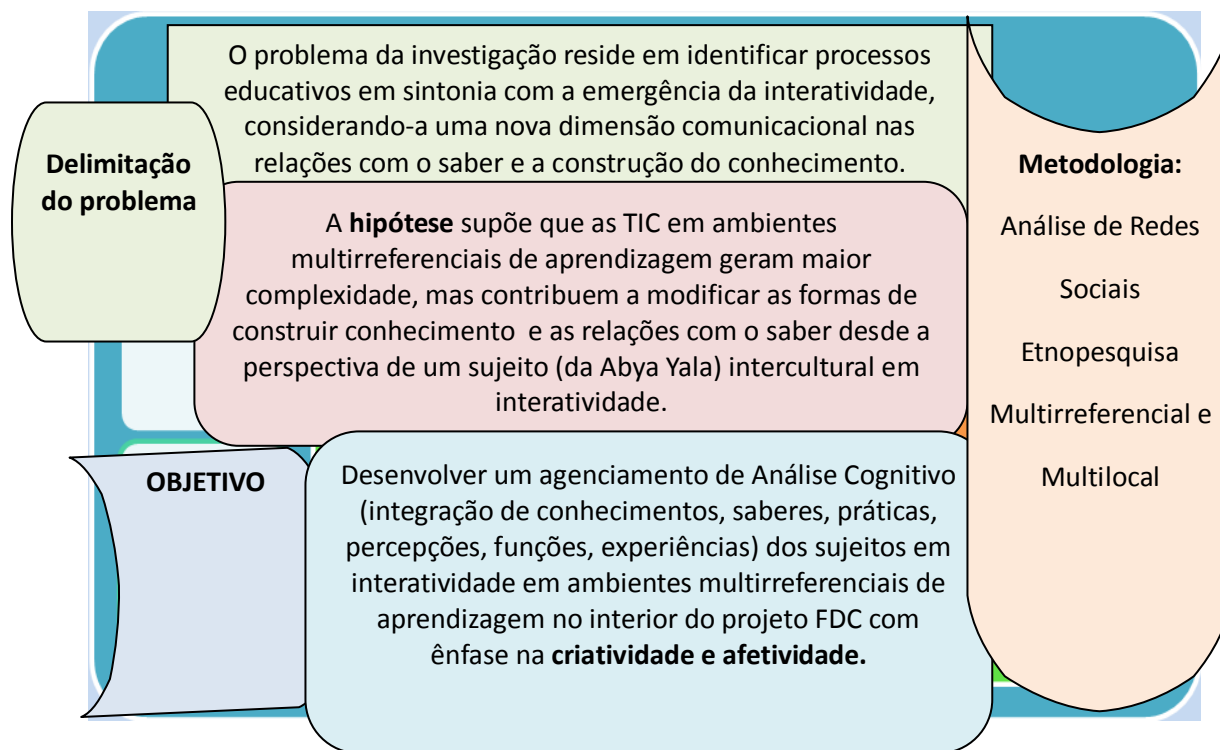 O problema da investigação reside em identificar processos
educativos em sintonia com a emergência da interatividade,
considerando-a uma nova dimensão comunicacional nas
relações com o saber e a construção do conhecimento.
Delimitação
do problema
A hipótese supõe que as TIC em ambientes
multirreferenciais de aprendizagem geram maior
complexidade, mas contribuem a modificar as formas de
construir conhecimento e as relações com o saber desde a
perspectiva de um sujeito (da Abya Yala) intercultural em
interatividade.
OBJETIVO
Desenvolver um agenciamento de Análise Cognitivo
(integração de conhecimentos, saberes, práticas,
percepções, funções, experiências) dos sujeitos em
interatividade em ambientes multirreferenciais de
aprendizagem no interior do projeto FDC com
ênfase na criatividade e afetividade.
Metodologia:
Análise de Redes
Sociais
Etnopesquisa
Multirreferencial e
Multilocal